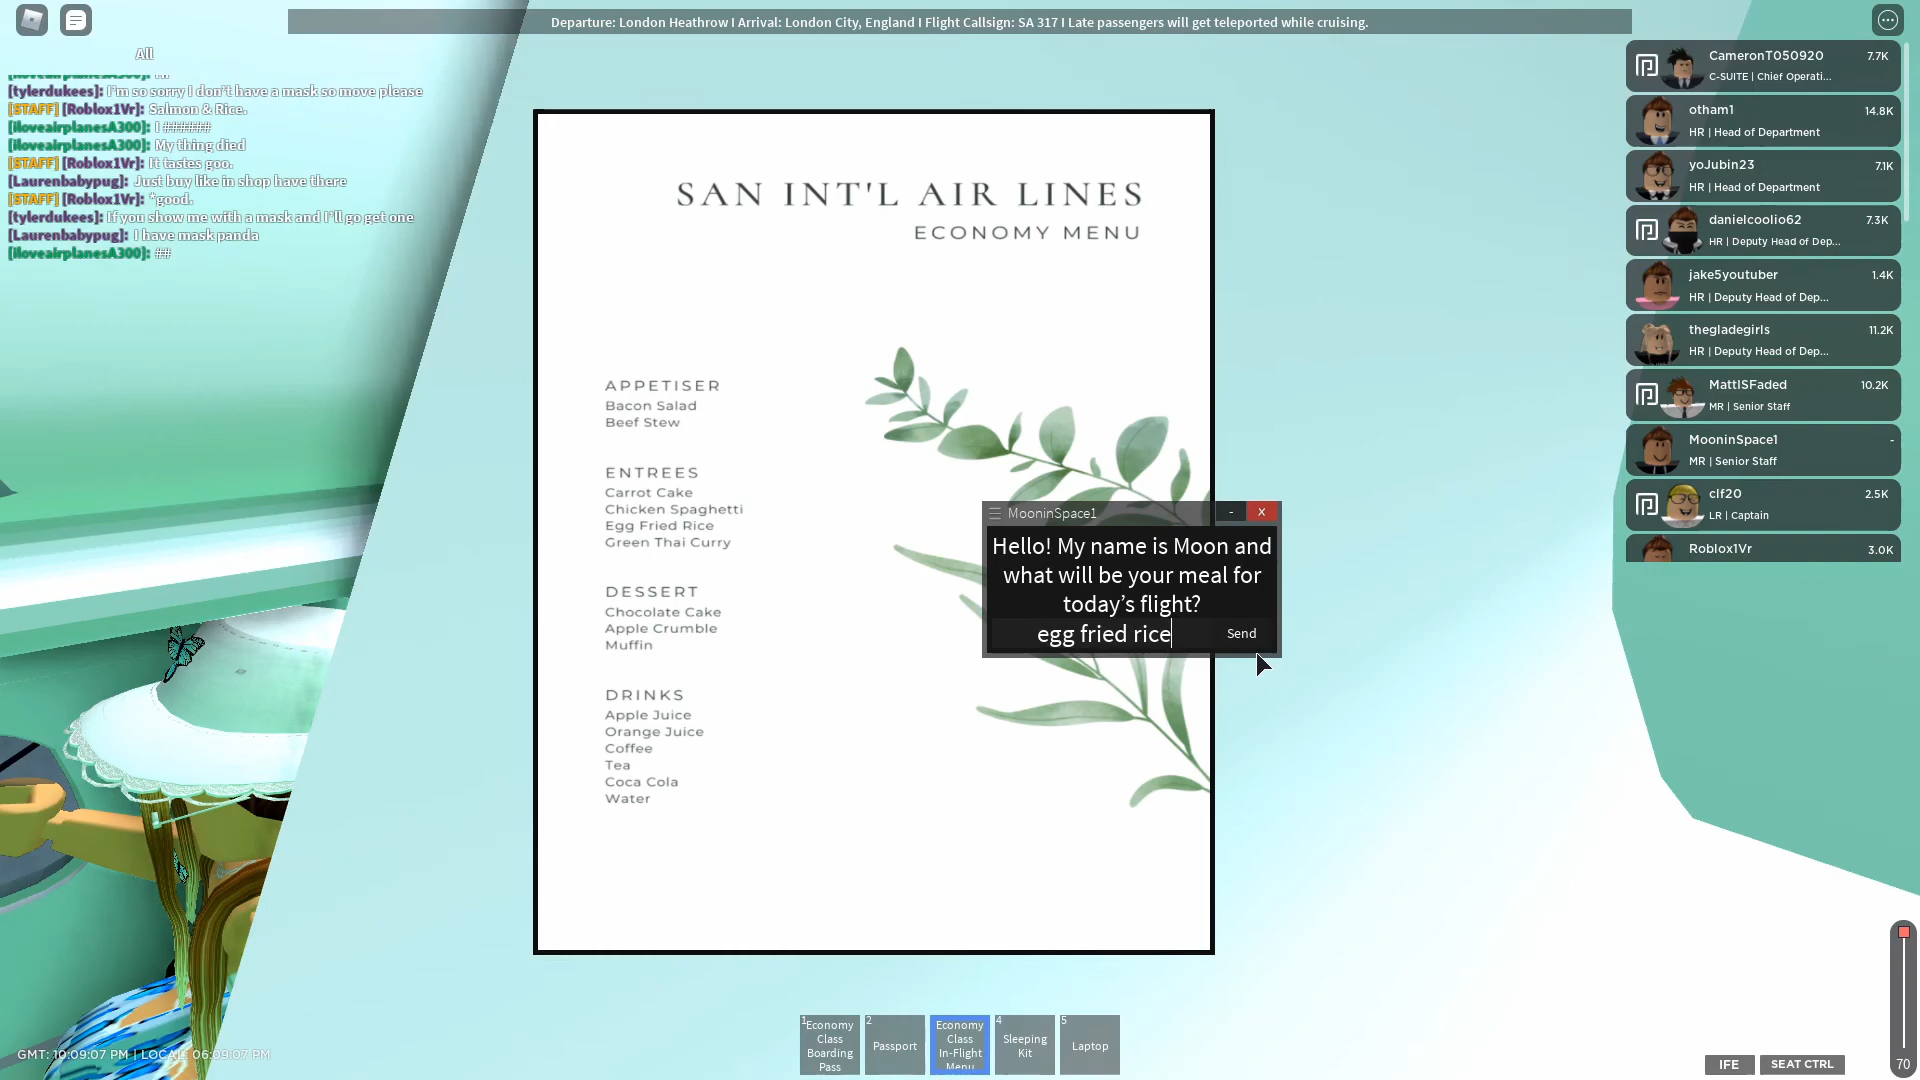 Departure: London Heathrow I Arrival: London City, England I Flight Callsign: SA 317 I Late passengers will get teleported while cruising.
All
[iloveairplanesA300]:
[tylerdukees]: I'm so sorry I don't have a mask so move please
[STAFF] [Roblox1Vr]: Salmon & Rice.
[iloveairplanesA300]: I ######
[iloveairplanesA300]: My thing died
[STAFF] [Roblox1Vr]: It tastes goo.
[Laurenbabypug]: Just buy like in shop have there
[STAFF] [Roblox1Vr]: *good.
[tylerdukees]: If you show me with a mask and I'll go get one
[Laurenbabypug]: I have mask panda
[iloveairplanesA300]: ##
SAN INT'L AIR LINES
ECONOMY MENU
APPETISER
Bacon Salad
Beef Stew
ENTREES
Carrot Cake
Chicken Spaghetti
Egg Fried Rice
Green Thai Curry
DESSERT
Chocolate Cake
Apple Crumble
Muffin
DRINKS
Apple Juice
Orange Juice
Coffee
Tea
Coca Cola
Water
MooninSpace1
-
X
Hello! My name is Moon and
what will be your meal for
today's flight?
egg fried rice
Send
CameronT050920 7.7K
C-SUITE | Chief Operati...
otham1 14.8K
HR | Head of Department
yoJubin23 7.1K
HR | Head of Department
danielcoolio62 7.3K
HR | Deputy Head of Dep...
jake5youtuber 1.4K
HR | Deputy Head of Dep...
thegladegirls 11.2K
HR | Deputy Head of Dep...
MattISFaded 10.2K
MR | Senior Staff
MooninSpace1 -
MR | Senior Staff
clf20 2.5K
LR | Captain
Roblox1Vr 3.0K
1
Economy
Class
Boarding
Pass
2
Passport
Economy
Class
In-Flight
Menu
4
Sleeping
Kit
5
Laptop
GMT: 10:09:07 PM | LOCAL: 06:09:07 PM
IFE
SEAT CTRL
70